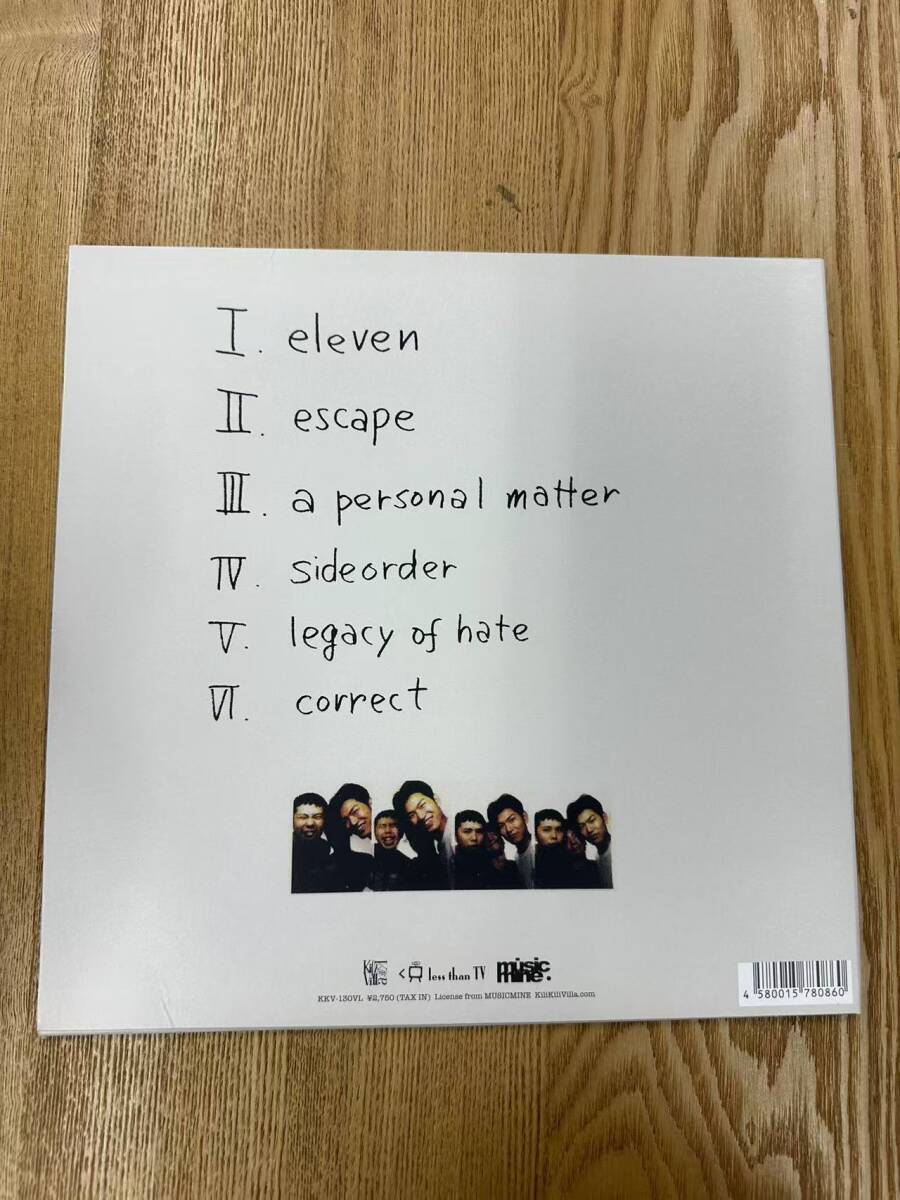 I. eleven
II. escape
III. a personal matter
IV. sideorder
V. legacy of hate
VI. correct
KiliKiliVilla < less than TV music mine.
KKV-130VL ¥2,750 (TAX IN) License from MUSICMINE KiliKiliVilla.com
4 580015 780860